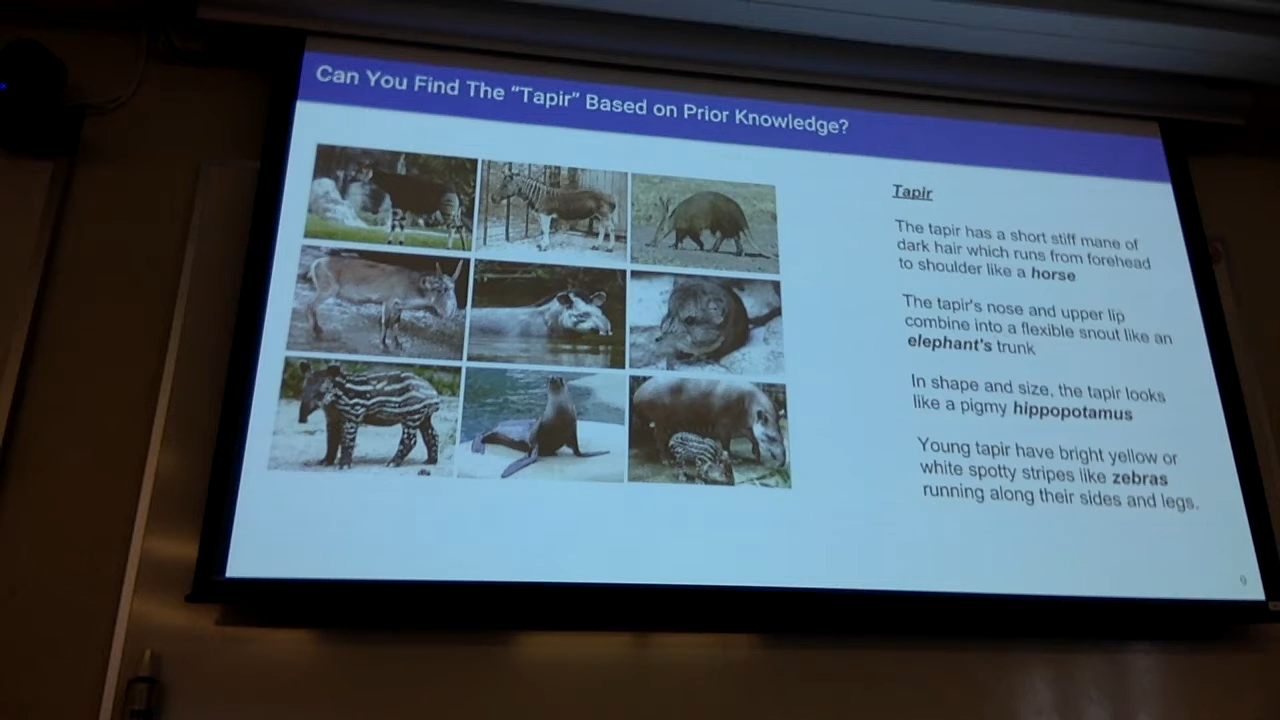 Can You Find The “Tapir” Based on Prior Knowledge?
Tapir
The tapir has a short stiff mane of
dark hair which runs from forehead
to shoulder like a horse
The tapir's nose and upper lip
combine into a flexible snout like an
elephant's trunk
In shape and size, the tapir looks
like a pigmy hippopotamus
Young tapir have bright yellow or
white spotty stripes like zebras
running along their sides and legs.
9